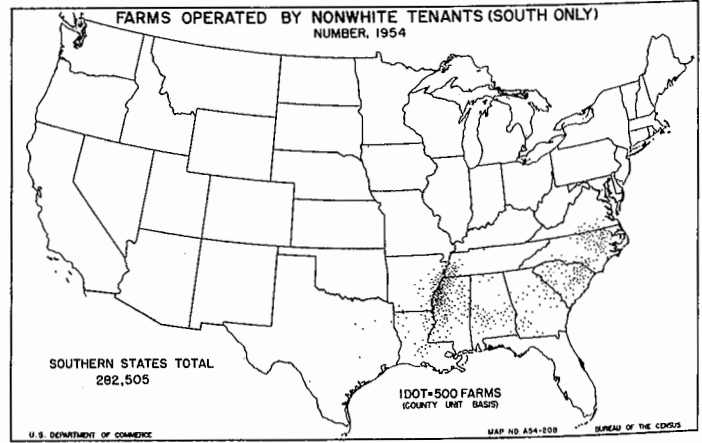 FARMS OPERATED BY NONWHITE TENANTS (SOUTH ONLY)
NUMBER, 1954
SOUTHERN STATES TOTAL
282,505
1 DOT=500 FARMS
(COUNTY UNIT BASIS)
U.S. DEPARTMENT OF COMMERCE
MAP NO. A54-208
BUREAU OF THE CENSUS